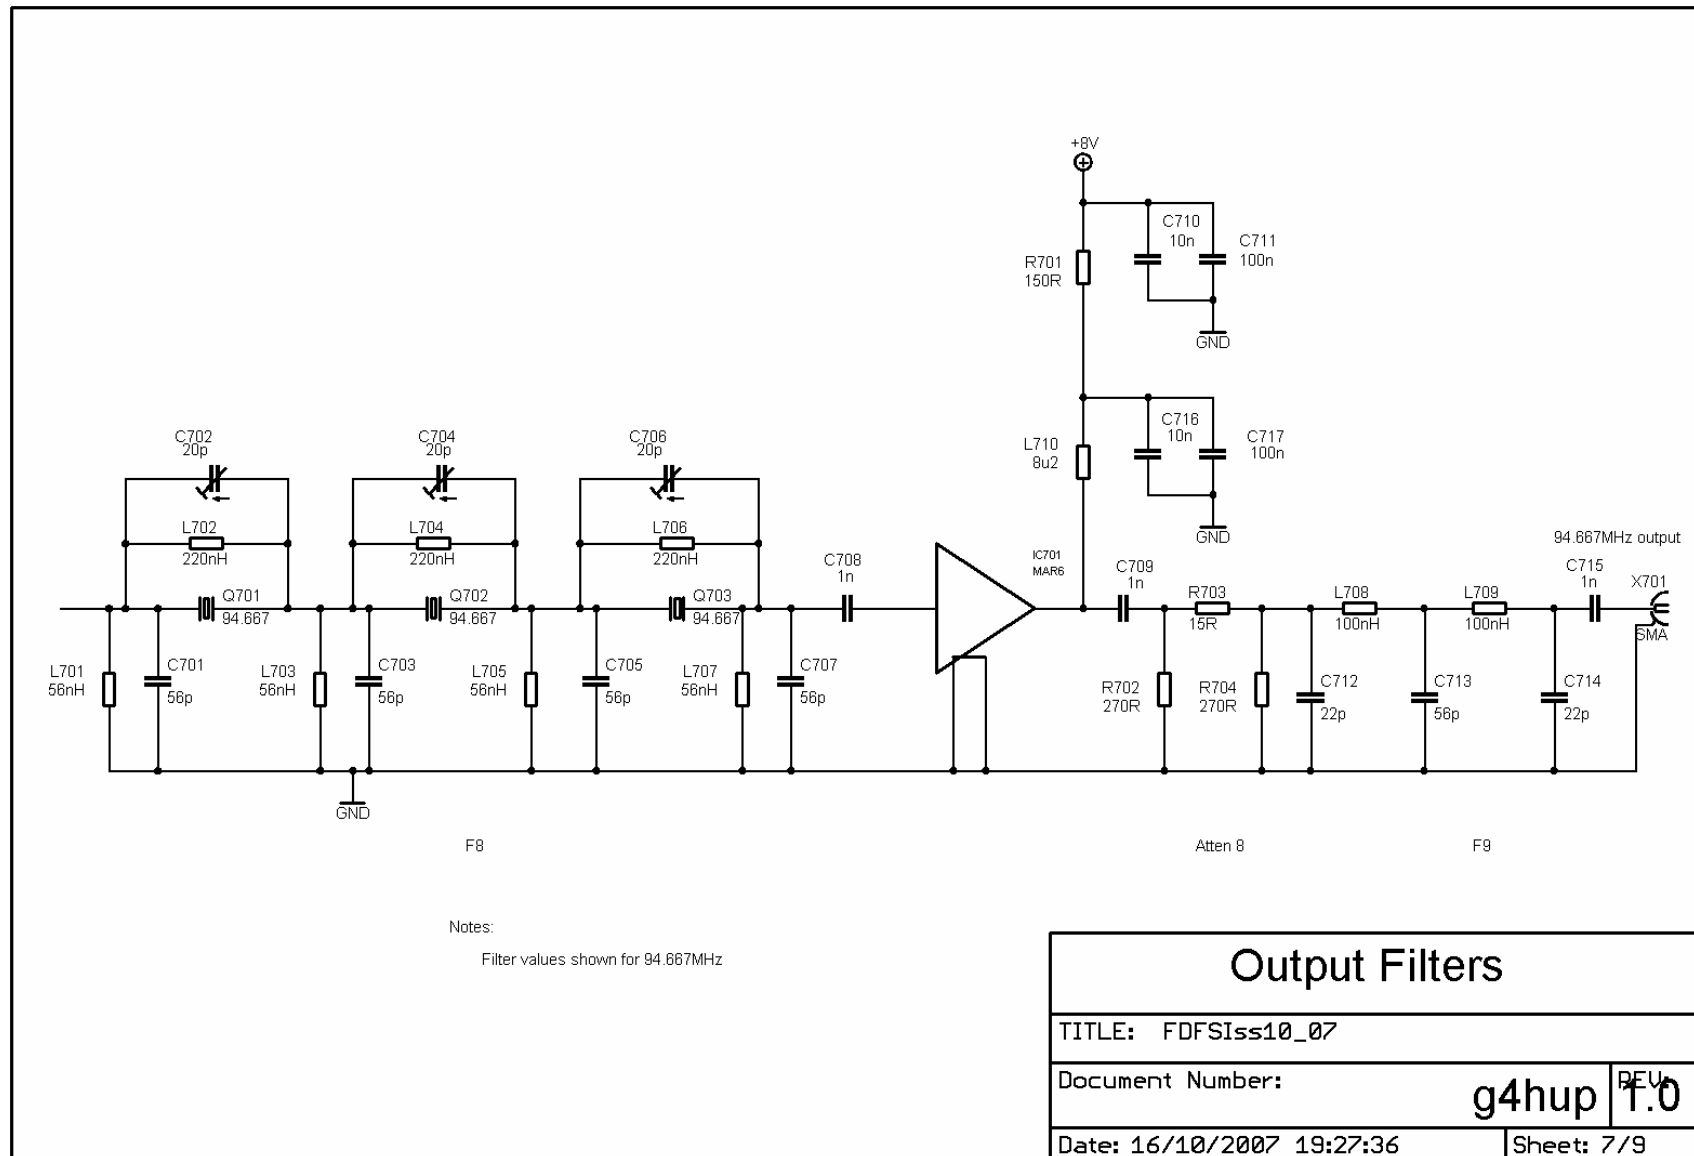 +8V
C710
10n
C711
100n
R701
150R
GND
C702
20p
C704
20p
C706
20p
L710
8u2
C716
10n
C717
100n
GND
L702
220nH
L704
220nH
L706
220nH
C708
1n
IC701
MAR6
C709
1n
94.667MHz output
C715
1n
X701
SMA
Q701
94.667
Q702
94.667
Q703
94.667
R703
15R
L708
100nH
L709
100nH
L701
56nH
C701
56p
L703
56nH
C703
56p
L705
56nH
C705
56p
L707
56nH
C707
56p
R702
270R
R704
270R
C712
22p
C713
56p
C714
22p
GND
F8
Atten 8
F9
Notes:
Filter values shown for 94.667MHz
Output Filters
TITLE: FDFSIss10_07
Document Number:
g4hup
REV:
1.0
Date: 16/10/2007 19:27:36
Sheet: 7/9